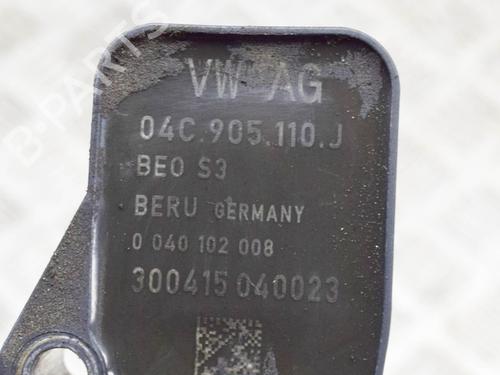 VW AG
04C.905.110.J
BEO S3
BERU GERMANY
0 040 102 008
300415 040023
B-PARTS